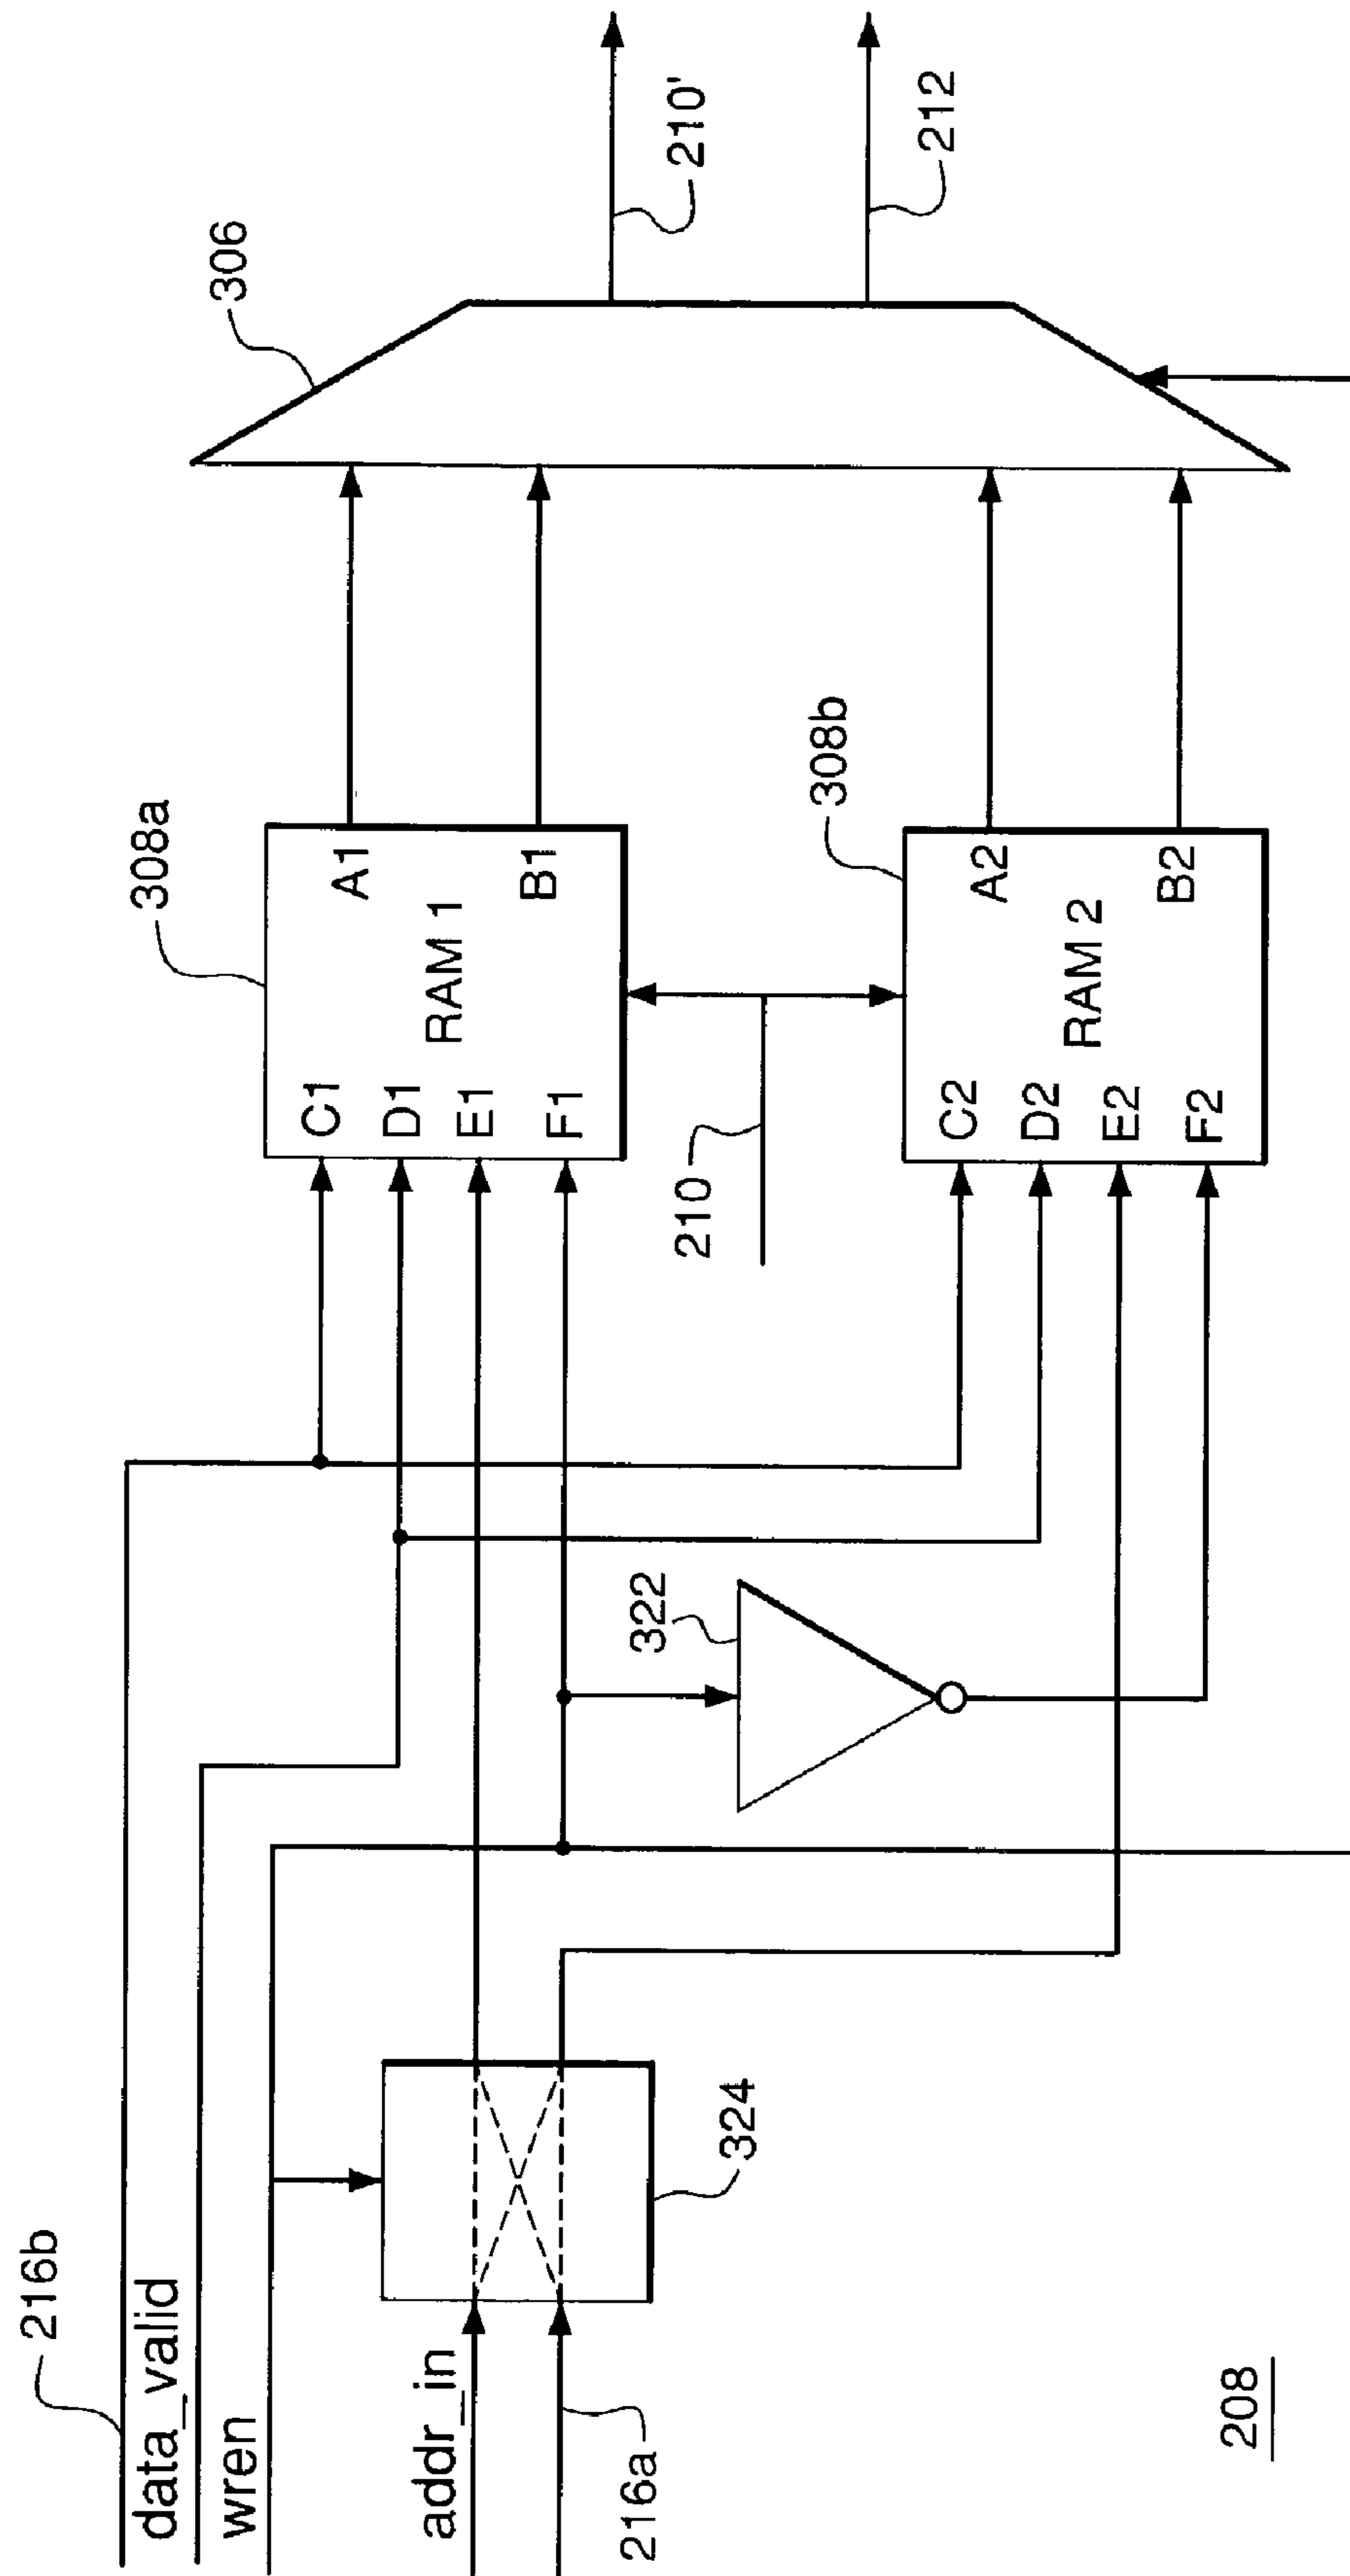 216b
data_valid
wren
addr_in
216a
324
322
308a
C1
D1
E1
F1
RAM 1
A1
B1
210
308b
C2
D2
E2
F2
RAM 2
A2
B2
306
210'
212
208